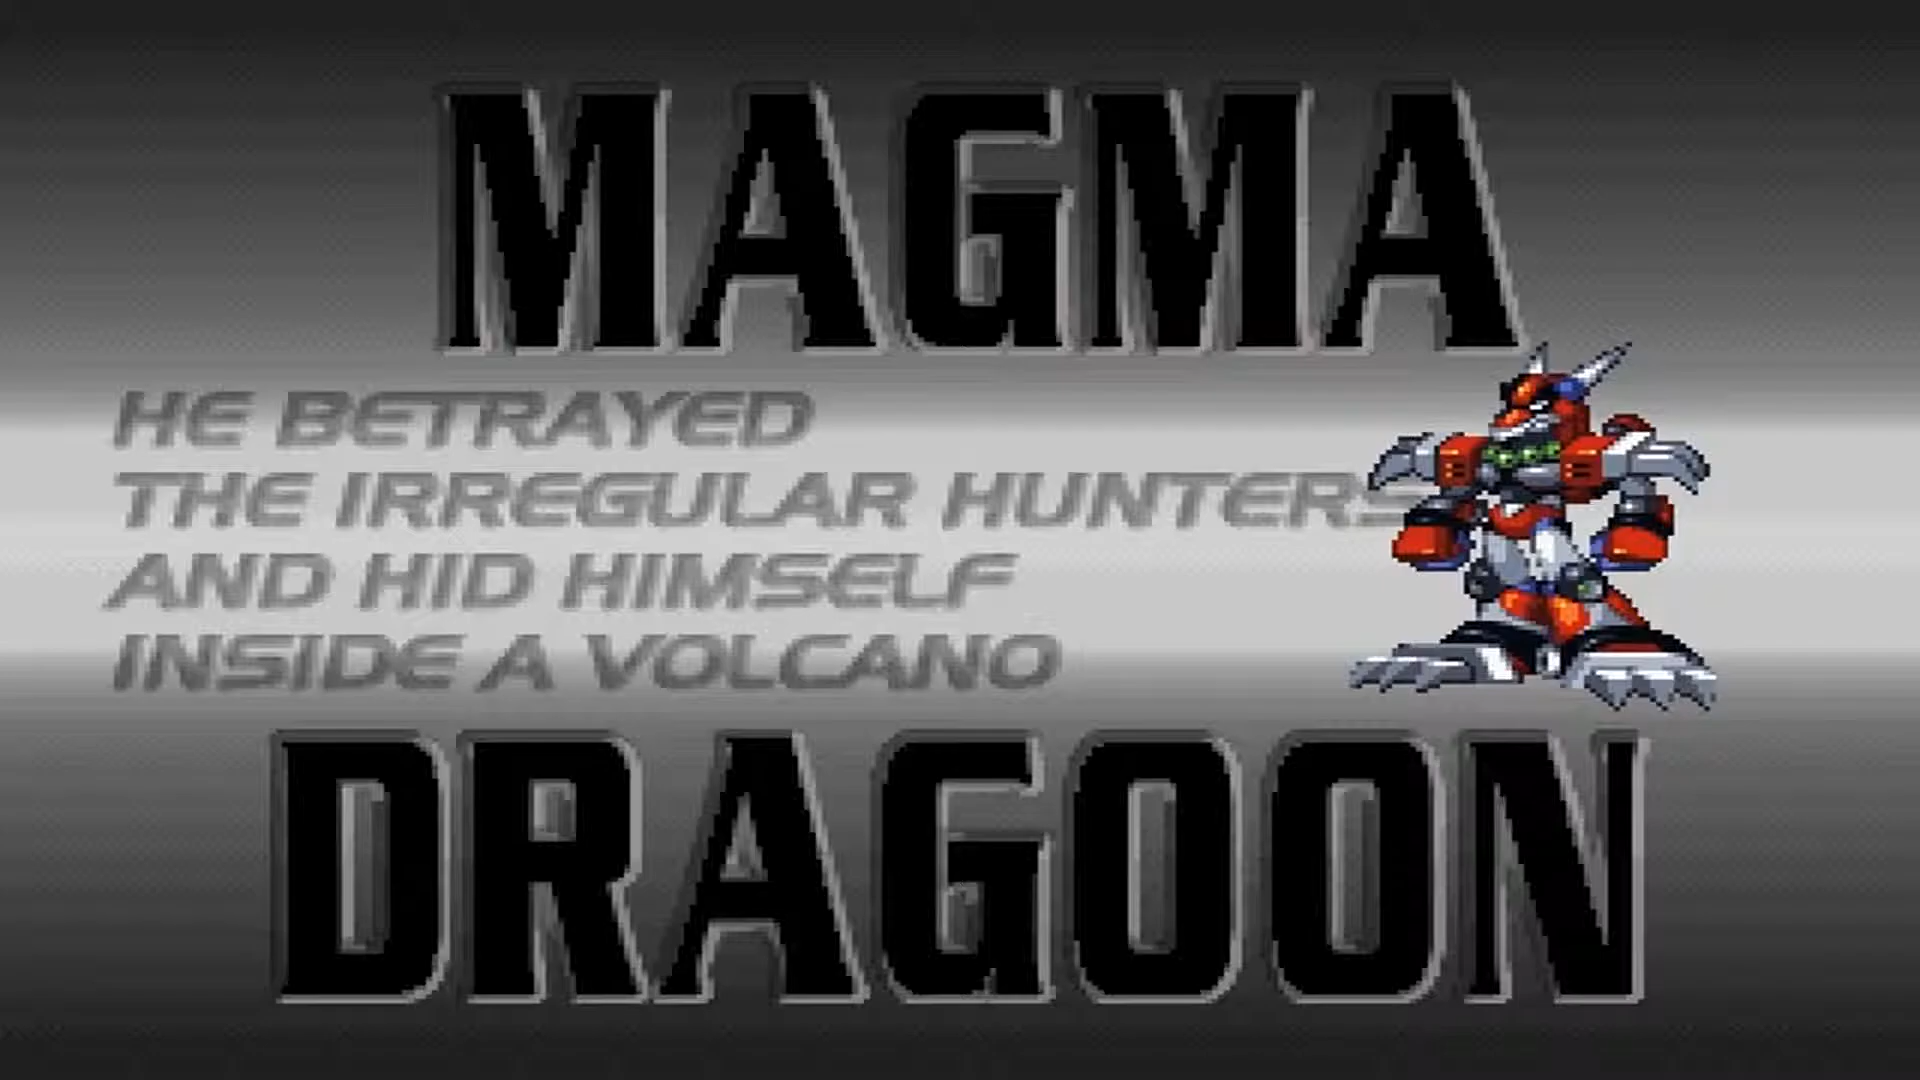 MAGMA
HE BETRAYED
THE IRREGULAR HUNTERS
AND HID HIMSELF
INSIDE A VOLCANO
DRAGOON